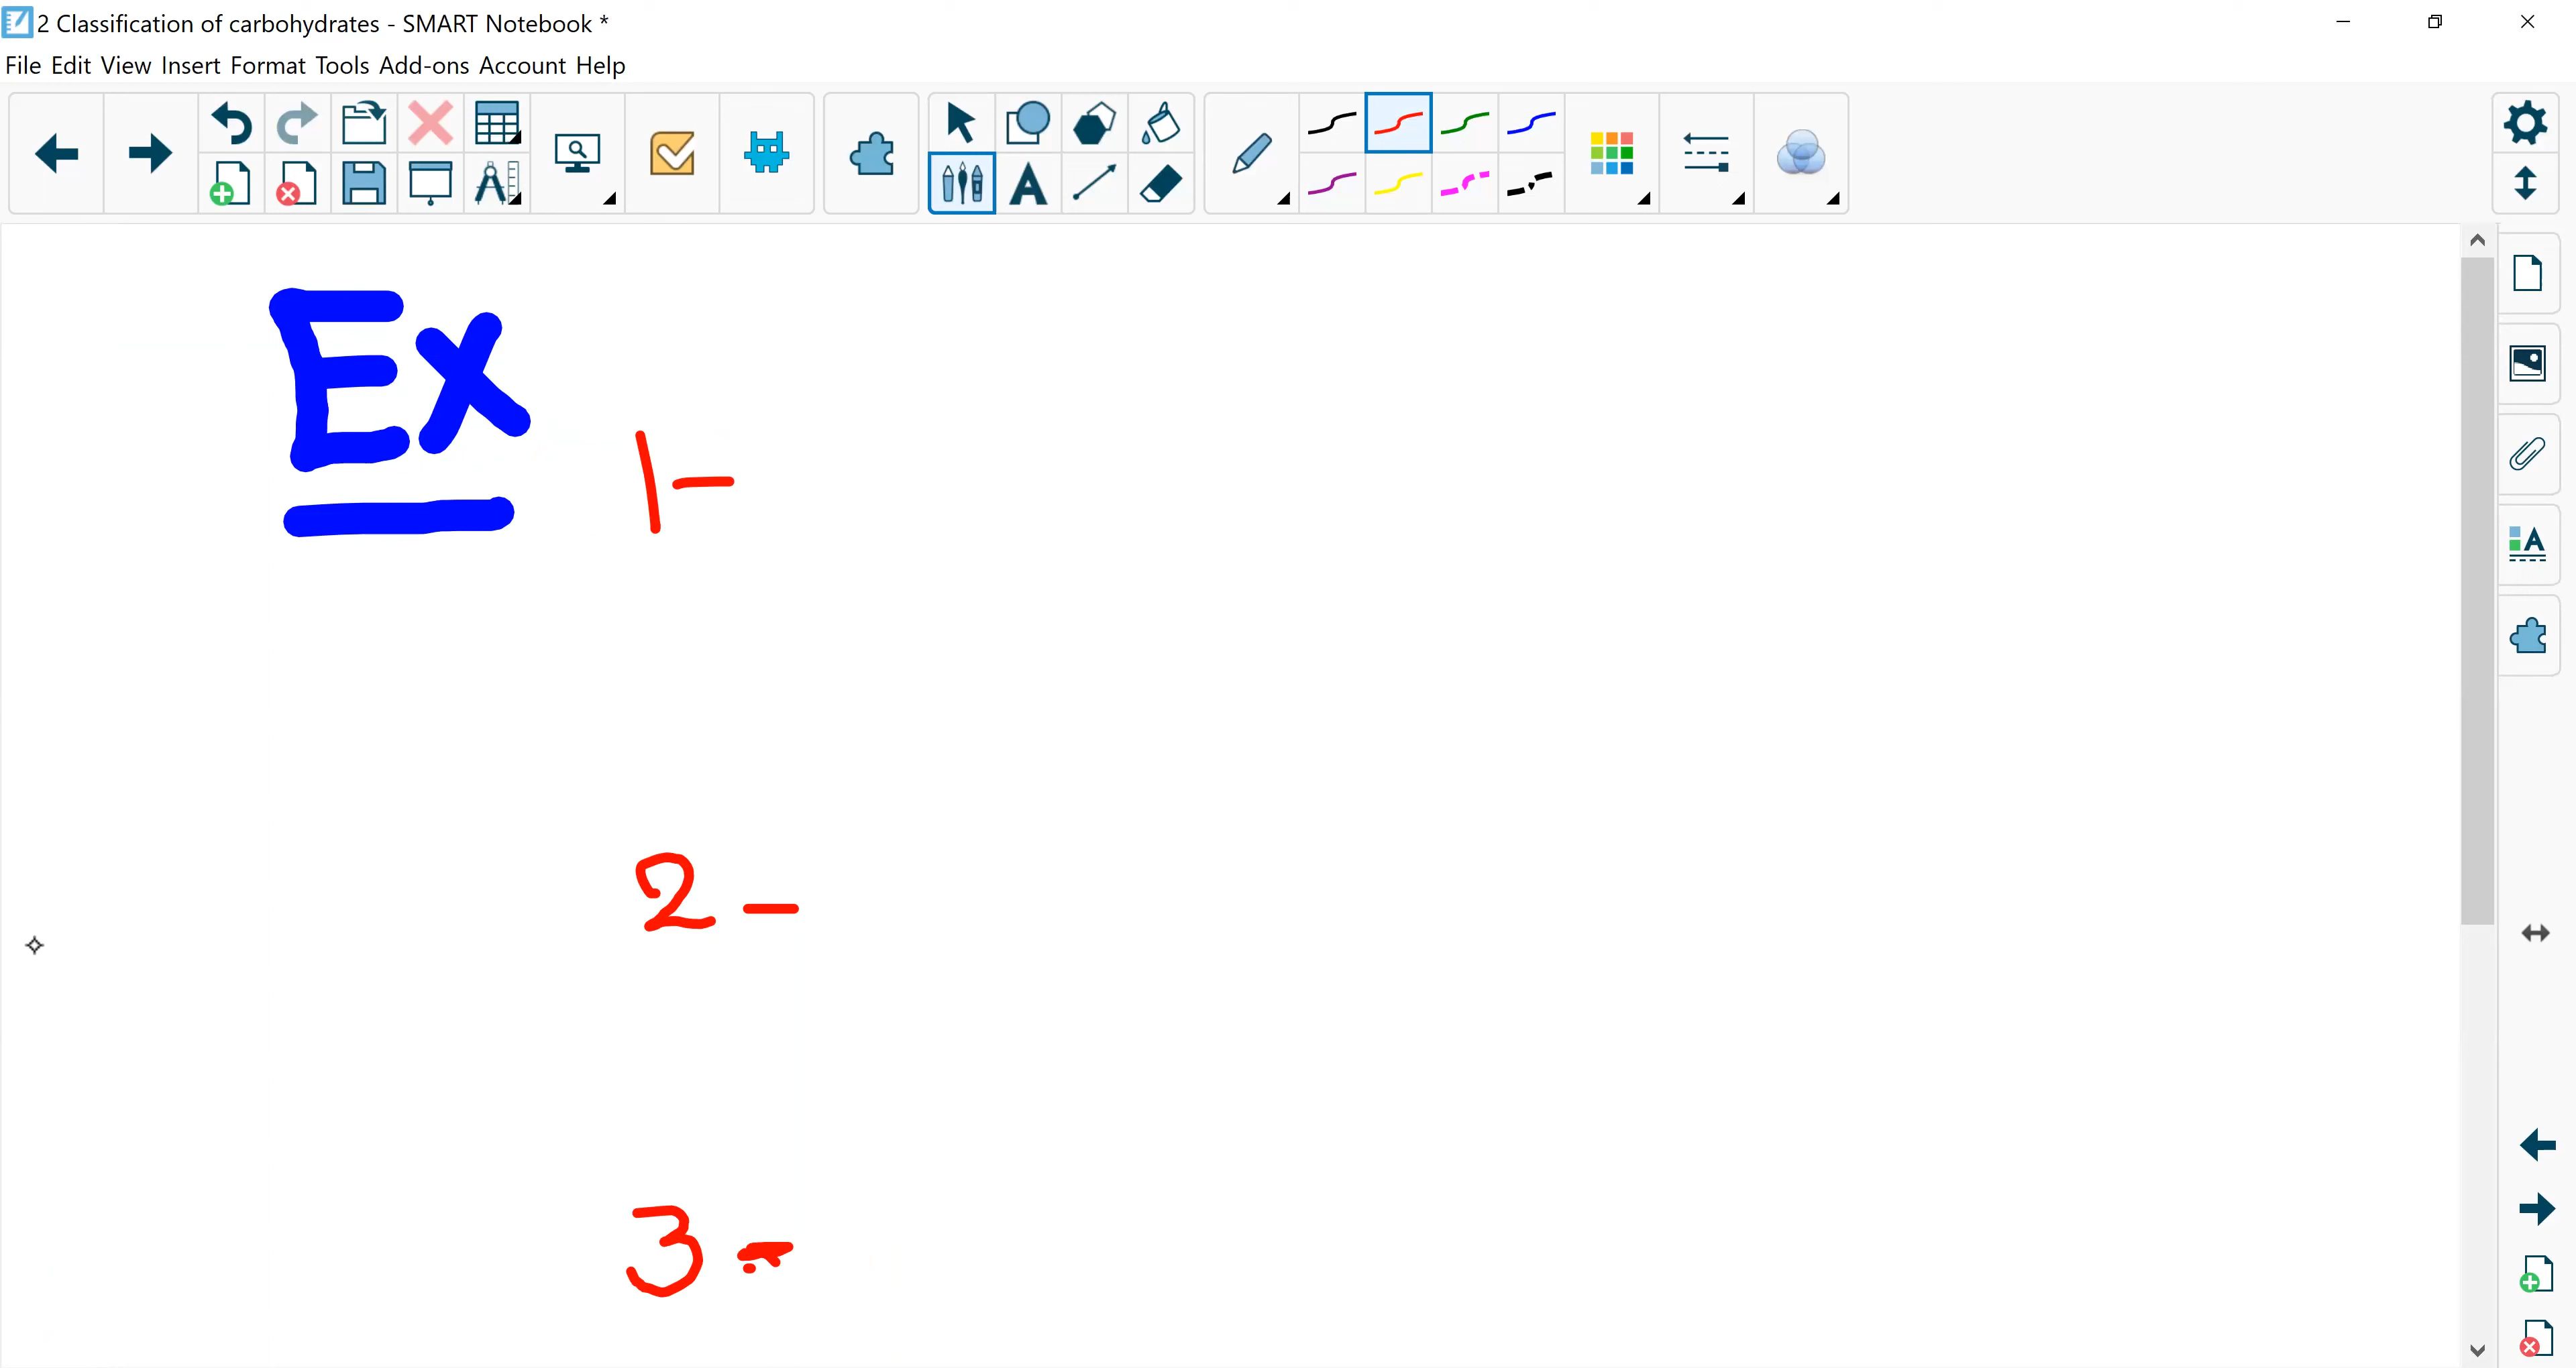 2 Classification of carbohydrates - SMART Notebook *
File Edit View Insert Format Tools Add-ons Account Help
Ex
1-
2-
3-